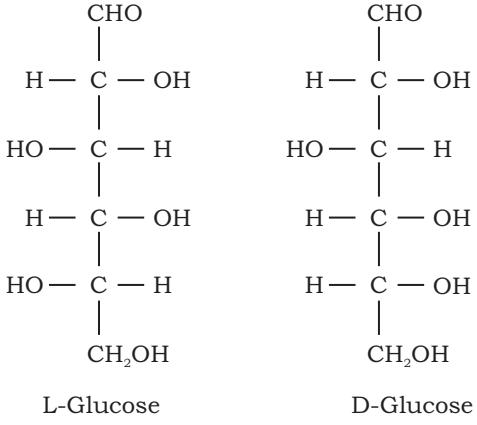 CHO CHO
H — C — OH H — C — OH
HO — C — H HO — C — H
H — C — OH H — C — OH
HO — C — H H — C — OH
CH₂OH CH₂OH
L-Glucose D-Glucose